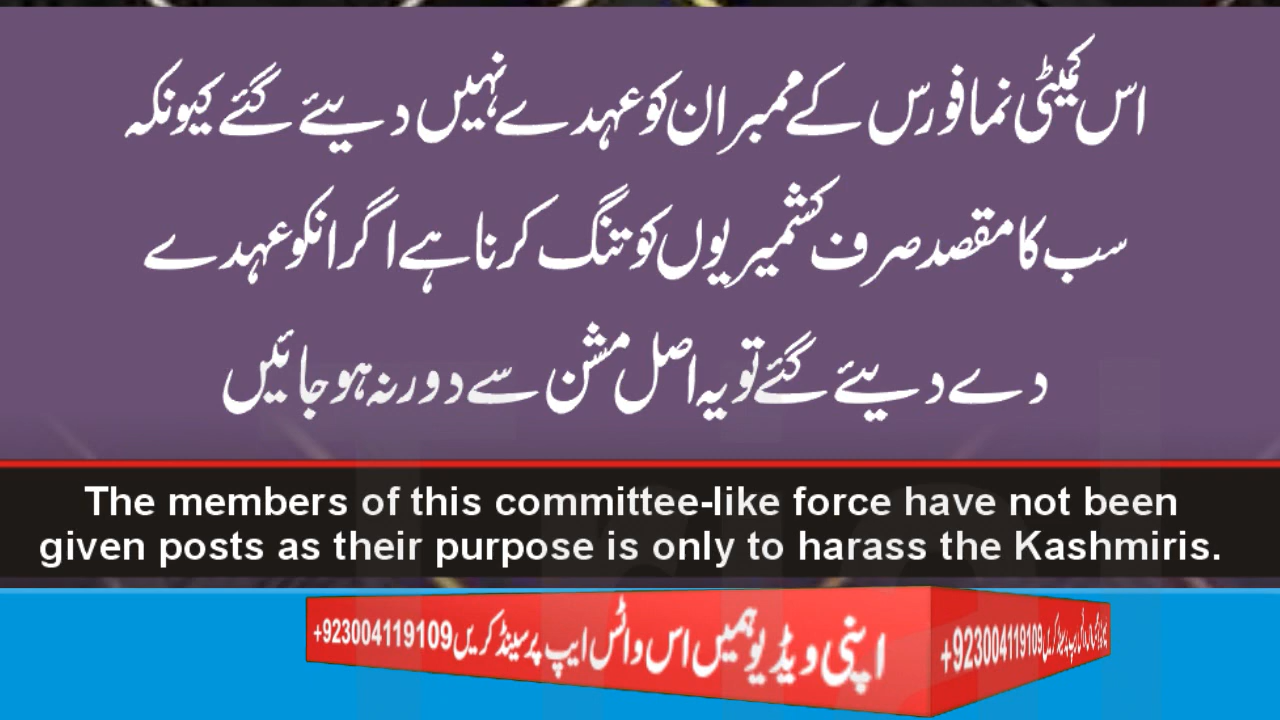 اس کمیٹی نما فورس کے ممبران کو عہدے نہیں دیئے گئے کیونکہ
سب کا مقصد صرف کشمیریوں کو تنگ کرنا ہے اگر انکو عہدے
دے دیئے گئے تو یہ اصل مشن سے دور نہ ہو جائیں
The members of this committee-like force have not been
given posts as their purpose is only to harass the Kashmiris.
اپنی ویڈیو ہمیں اس واٹس ایپ پر سینڈ کریں 923004119109+
923004119109+
Trial